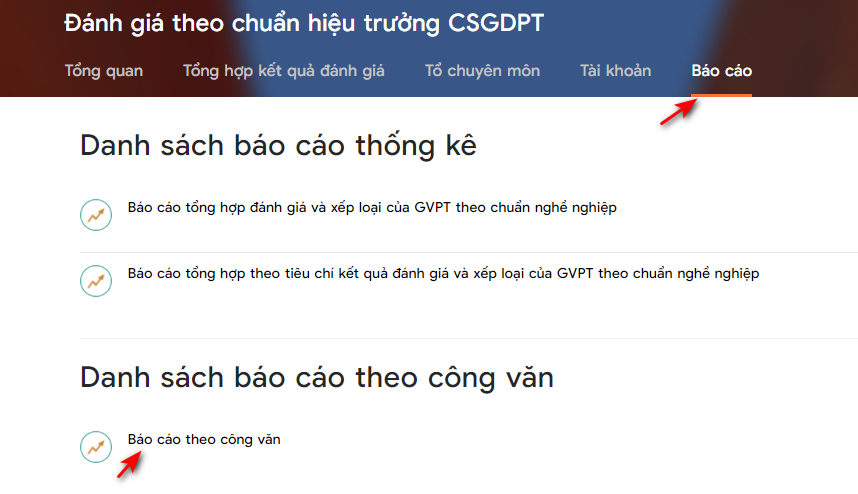 Đánh giá theo chuẩn hiệu trưởng CSGDPT
Tổng quan Tổng hợp kết quả đánh giá Tổ chuyên môn Tài khoản Báo cáo
Danh sách báo cáo thống kê
Báo cáo tổng hợp đánh giá và xếp loại của GVPT theo chuẩn nghề nghiệp
Báo cáo tổng hợp theo tiêu chí kết quả đánh giá và xếp loại của GVPT theo chuẩn nghề nghiệp
Danh sách báo cáo theo công văn
Báo cáo theo công văn